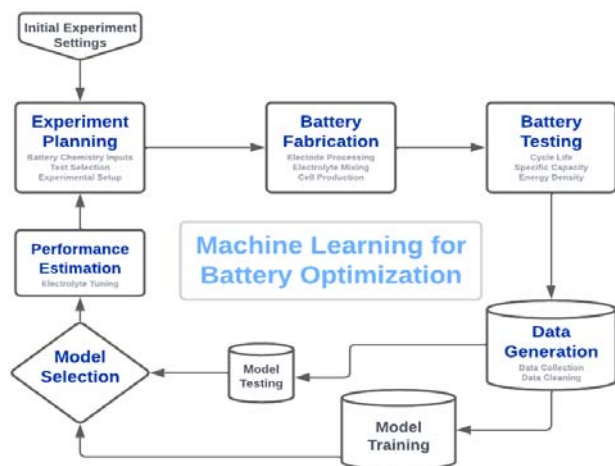 Initial Experiment
Settings
Experiment
Planning
Battery Chemistry Inputs
Test Selection
Experimental Setup
Battery
Fabrication
Electode Processing
Electrolyte Mixing
Cell Production
Battery
Testing
Cycle Life
Specific Capacity
Energy Density
Machine Learning for
Battery Optimization
Performance
Estimation
Electrolyte Tuning
Data
Generation
Data Collection
Data Cleaning
Model
Selection
Model
Testing
Model
Training